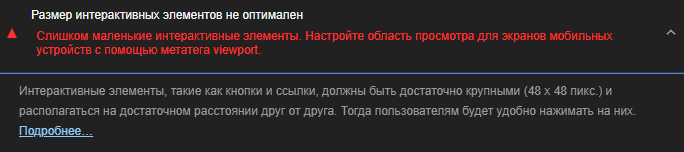 Размер интерактивных элементов не оптимален
Слишком маленькие интерактивные элементы. Настройте область просмотра для экранов мобильных
устройств с помощью метатега viewport.
Интерактивные элементы, такие как кнопки и ссылки, должны быть достаточно крупными (48 x 48 пикс.) и
располагаться на достаточном расстоянии друг от друга. Тогда пользователям будет удобно нажимать на них.
Подробнее…